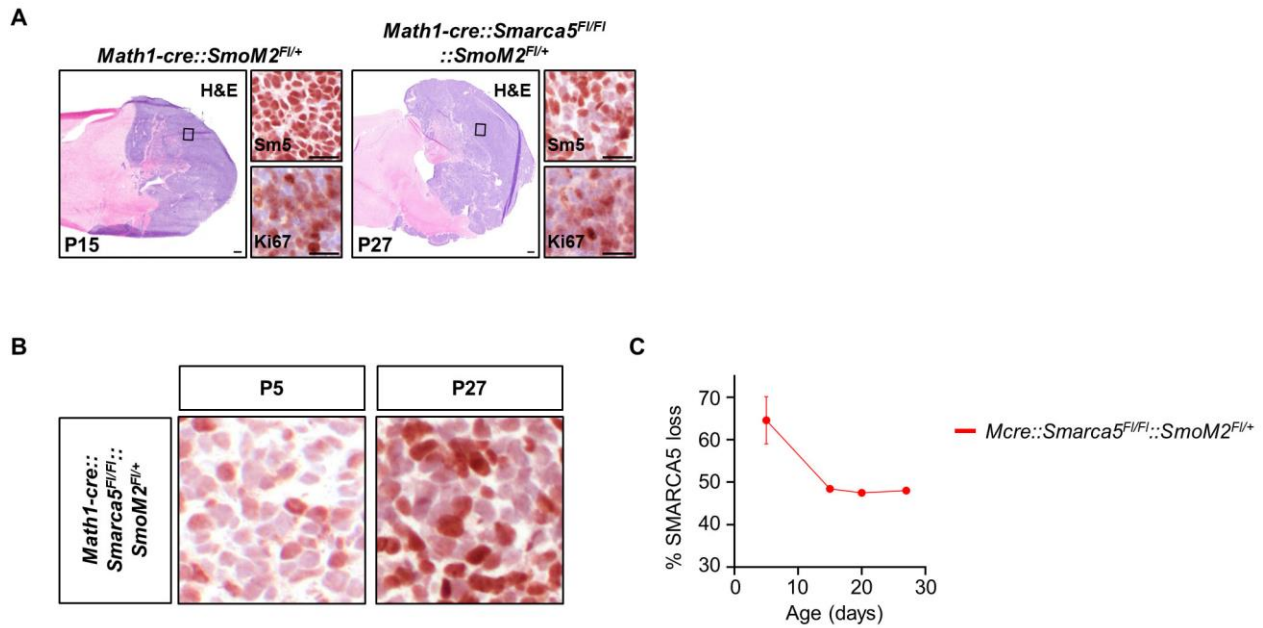 A
Math1-cre::SmoM2Fl/+
Math1-cre::Smarca5Fl/Fl
::SmoM2Fl/+
H&E
Sm5
Ki67
P15
H&E
Sm5
Ki67
P27
B
P5
P27
Math1-cre::
Smarca5Fl/Fl::
SmoM2Fl/+
C
% SMARCA5 loss
70
60
50
40
30
0
10
20
30
Age (days)
Mcre::Smarca5Fl/Fl::SmoM2Fl/+